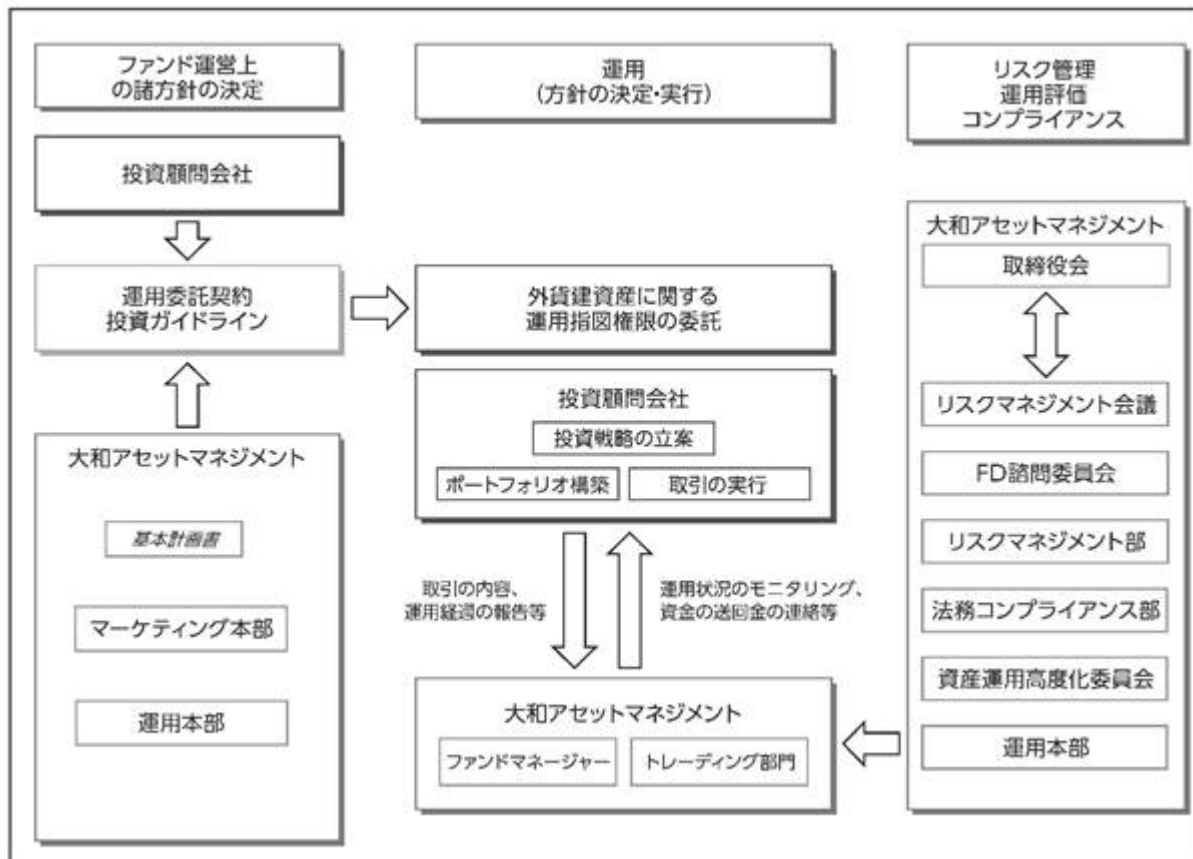 ファンド運営上
の諸方針の決定
運用
(方針の決定・実行)
リスク管理
運用評価
コンプライアンス
投資顧問会社
運用委託契約
投資ガイドライン
大和アセットマネジメント
基本計画書
マーケティング本部
運用本部
外貨建資産に関する
運用指図権限の委託
投資顧問会社
投資戦略の立案
ポートフォリオ構築
取引の実行
取引の内容、
運用経過の報告等
運用状況のモニタリング、
資金の送回金の連絡等
大和アセットマネジメント
ファンドマネージャー
トレーディング部門
大和アセットマネジメント
取締役会
リスクマネジメント会議
FD諮問委員会
リスクマネジメント部
法務コンプライアンス部
資産運用高度化委員会
運用本部